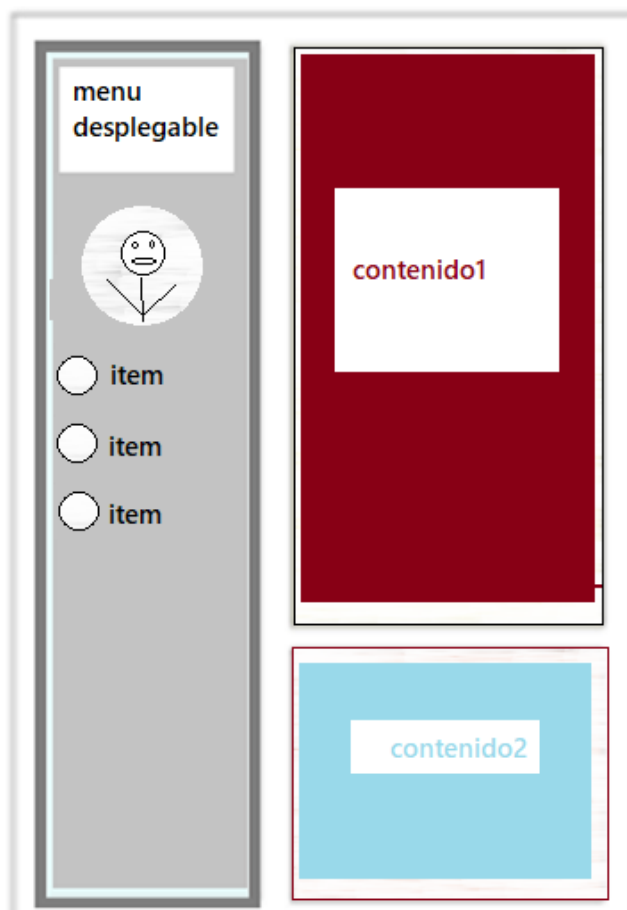 menu
desplegable
item
item
item
contenido1
contenido2